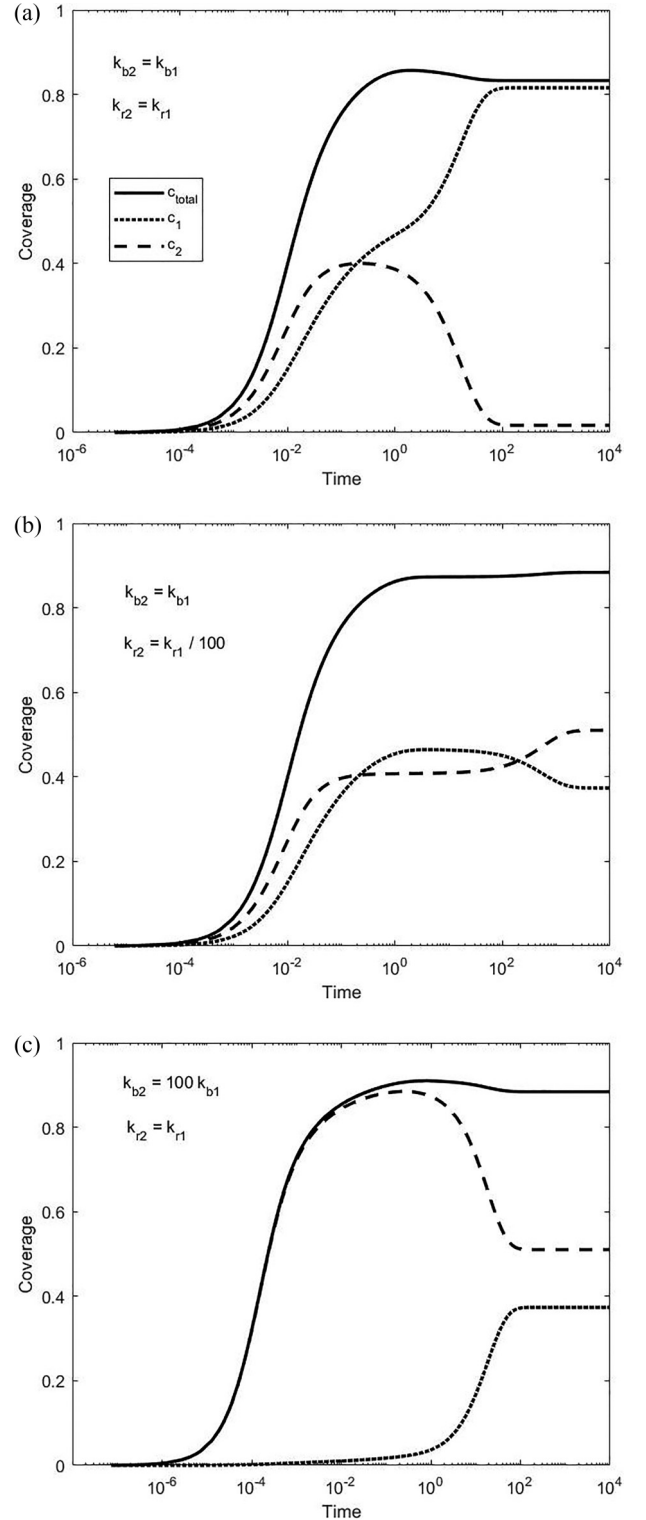 (a)
1
k_b2 = k_b1
0.8
k_r2 = k_r1
c_total
c_1
c_2
0.6
Coverage
0.4
0.2
0
10^-6 10^-4 10^-2 10^0 10^2 10^4
Time
(b)
1
k_b2 = k_b1
0.8
k_r2 = k_r1 / 100
0.6
Coverage
0.4
0.2
0
10^-6 10^-4 10^-2 10^0 10^2 10^4
Time
(c)
1
k_b2 = 100 k_b1
0.8
k_r2 = k_r1
0.6
Coverage
0.4
0.2
0
10^-6 10^-4 10^-2 10^0 10^2 10^4
Time